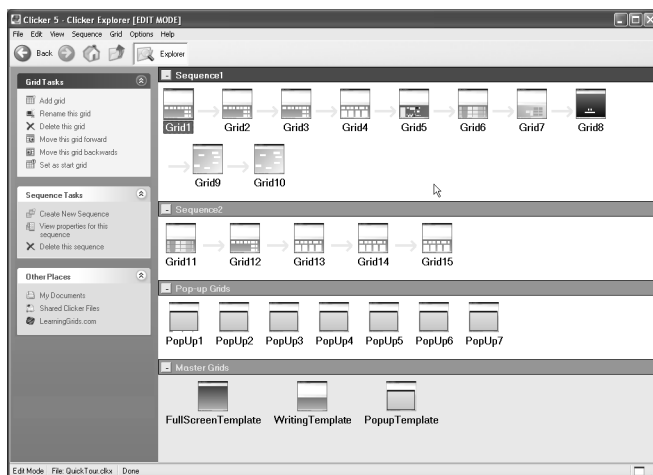 Clicker 5 - Clicker Explorer [EDIT MODE]
File Edit View Sequence Grid Options Help
Back Explorer
Grid Tasks
Add grid
Rename this grid
Delete this grid
Move this grid forward
Move this grid backwards
Set as start grid
Sequence Tasks
Create New Sequence
View properties for this
sequence
Delete this sequence
Other Places
My Documents
Shared Clicker Files
LearningGrids.com
Sequence1
Grid1 Grid2 Grid3 Grid4 Grid5 Grid6 Grid7 Grid8
Grid9 Grid10
Sequence2
Grid11 Grid12 Grid13 Grid14 Grid15
Pop-up Grids
PopUp1 PopUp2 PopUp3 PopUp4 PopUp5 PopUp6 PopUp7
Master Grids
FullScreenTemplate WritingTemplate PopupTemplate
Edit Mode File: QuickTour.clkx Done